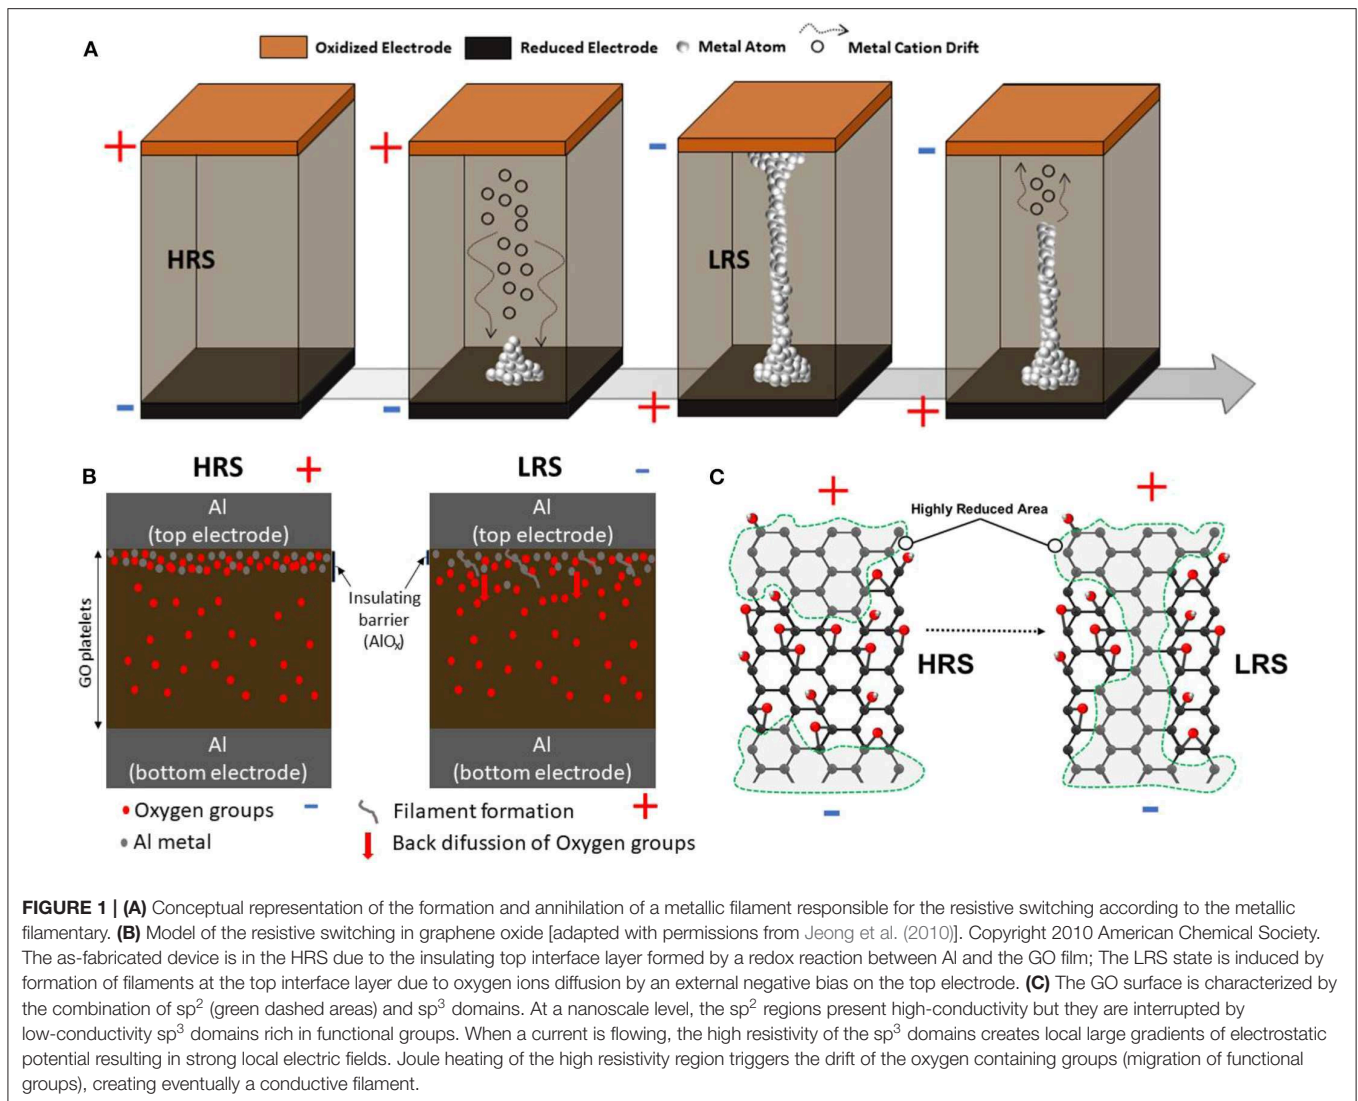 A
Oxidized Electrode Reduced Electrode Metal Atom Metal Cation Drift
+ + - -
HRS LRS
- - + +
B
HRS + LRS -
Al
(top electrode)
Al
(top electrode)
GO platelets
Insulating
barrier
(AlOx)
Al
(bottom electrode)
Al
(bottom electrode)
Oxygen groups - Filament formation +
Al metal Back difussion of Oxygen groups
C
+ +
Highly Reduced Area
HRS LRS
- -
FIGURE 1 | (A) Conceptual representation of the formation and annihilation of a metallic filament responsible for the resistive switching according to the metallic
filamentary. (B) Model of the resistive switching in graphene oxide [adapted with permissions from Jeong et al. (2010)]. Copyright 2010 American Chemical Society.
The as-fabricated device is in the HRS due to the insulating top interface layer formed by a redox reaction between Al and the GO film; The LRS state is induced by
formation of filaments at the top interface layer due to oxygen ions diffusion by an external negative bias on the top electrode. (C) The GO surface is characterized by
the combination of sp² (green dashed areas) and sp³ domains. At a nanoscale level, the sp² regions present high-conductivity but they are interrupted by
low-conductivity sp³ domains rich in functional groups. When a current is flowing, the high resistivity of the sp³ domains creates local large gradients of electrostatic
potential resulting in strong local electric fields. Joule heating of the high resistivity region triggers the drift of the oxygen containing groups (migration of functional
groups), creating eventually a conductive filament.